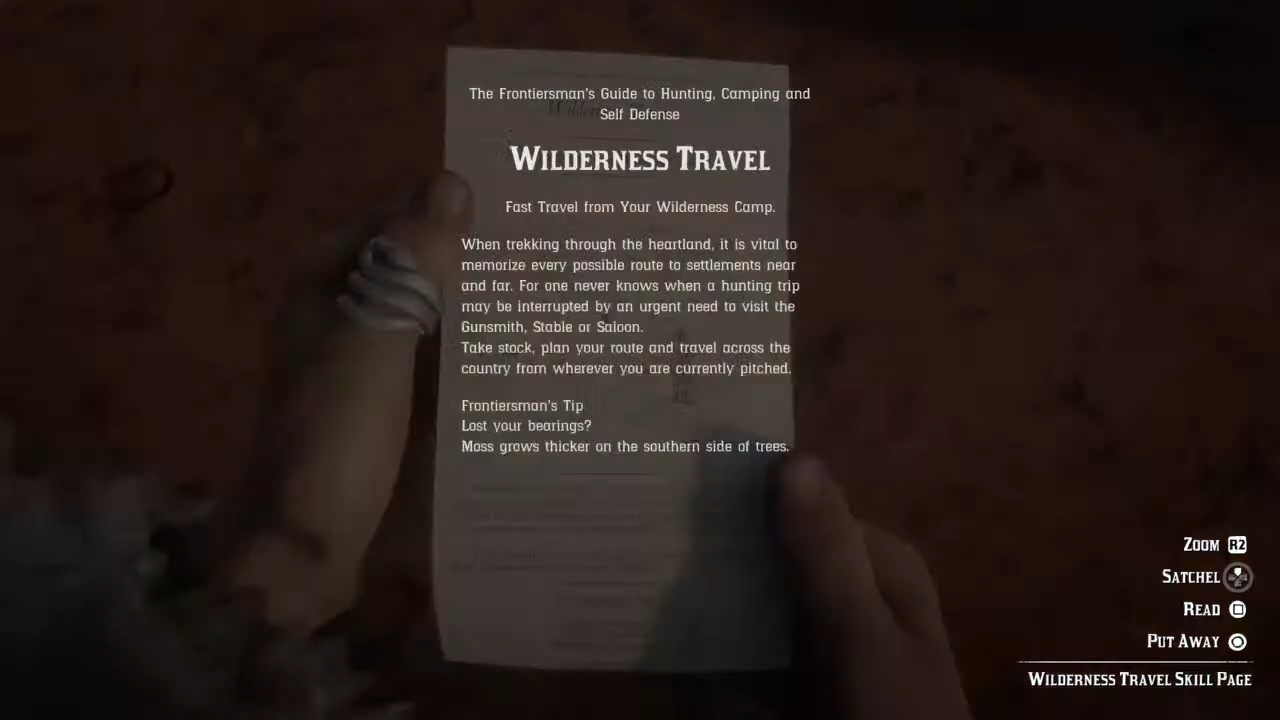 The Frontiersman's Guide to Hunting, Camping and
Self Defense
WILDERNESS TRAVEL
Fast Travel from Your Wilderness Camp.
When trekking through the heartland, it is vital to
memorize every possible route to settlements near
and far. For one never knows when a hunting trip
may be interrupted by an urgent need to visit the
Gunsmith, Stable or Saloon.
Take stock, plan your route and travel across the
country from wherever you are currently pitched.
Frontiersman's Tip
Lost your bearings?
Moss grows thicker on the southern side of trees.
ZOOM R2
SATCHEL
READ
PUT AWAY
WILDERNESS TRAVEL SKILL PAGE